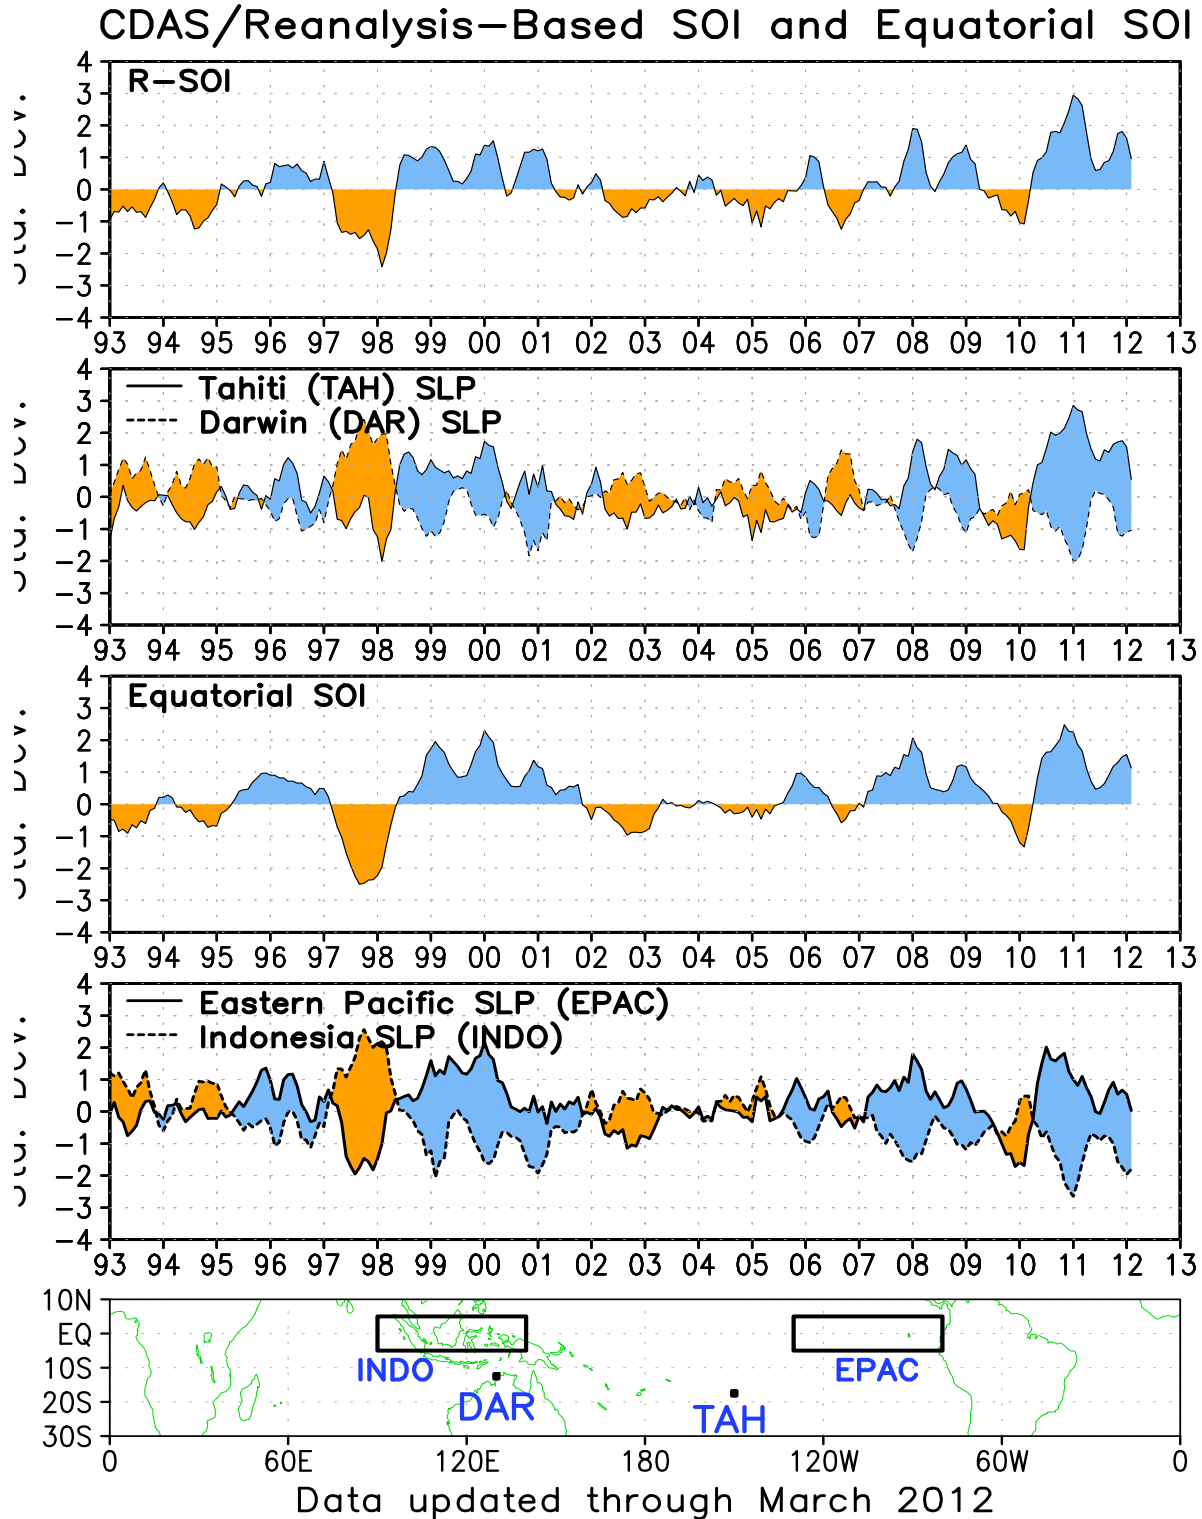 CDAS/Reanalysis-Based SOI and Equatorial SOI
4
R-SOI
3
2
1
0
-1
-2
-3
-4
93 94 95 96 97 98 99 00 01 02 03 04 05 06 07 08 09 10 11 12 13
4
Tahiti (TAH) SLP
3
Darwin (DAR) SLP
2
1
0
-1
-2
-3
-4
93 94 95 96 97 98 99 00 01 02 03 04 05 06 07 08 09 10 11 12 13
4
Equatorial SOI
3
2
1
0
-1
-2
-3
-4
93 94 95 96 97 98 99 00 01 02 03 04 05 06 07 08 09 10 11 12 13
4
Eastern Pacific SLP (EPAC)
3
Indonesia SLP (INDO)
2
1
0
-1
-2
-3
-4
93 94 95 96 97 98 99 00 01 02 03 04 05 06 07 08 09 10 11 12 13
10N
EQ
10S
INDO EPAC
20S
DAR TAH
30S
0 60E 120E 180 120W 60W 0
Data updated through March 2012